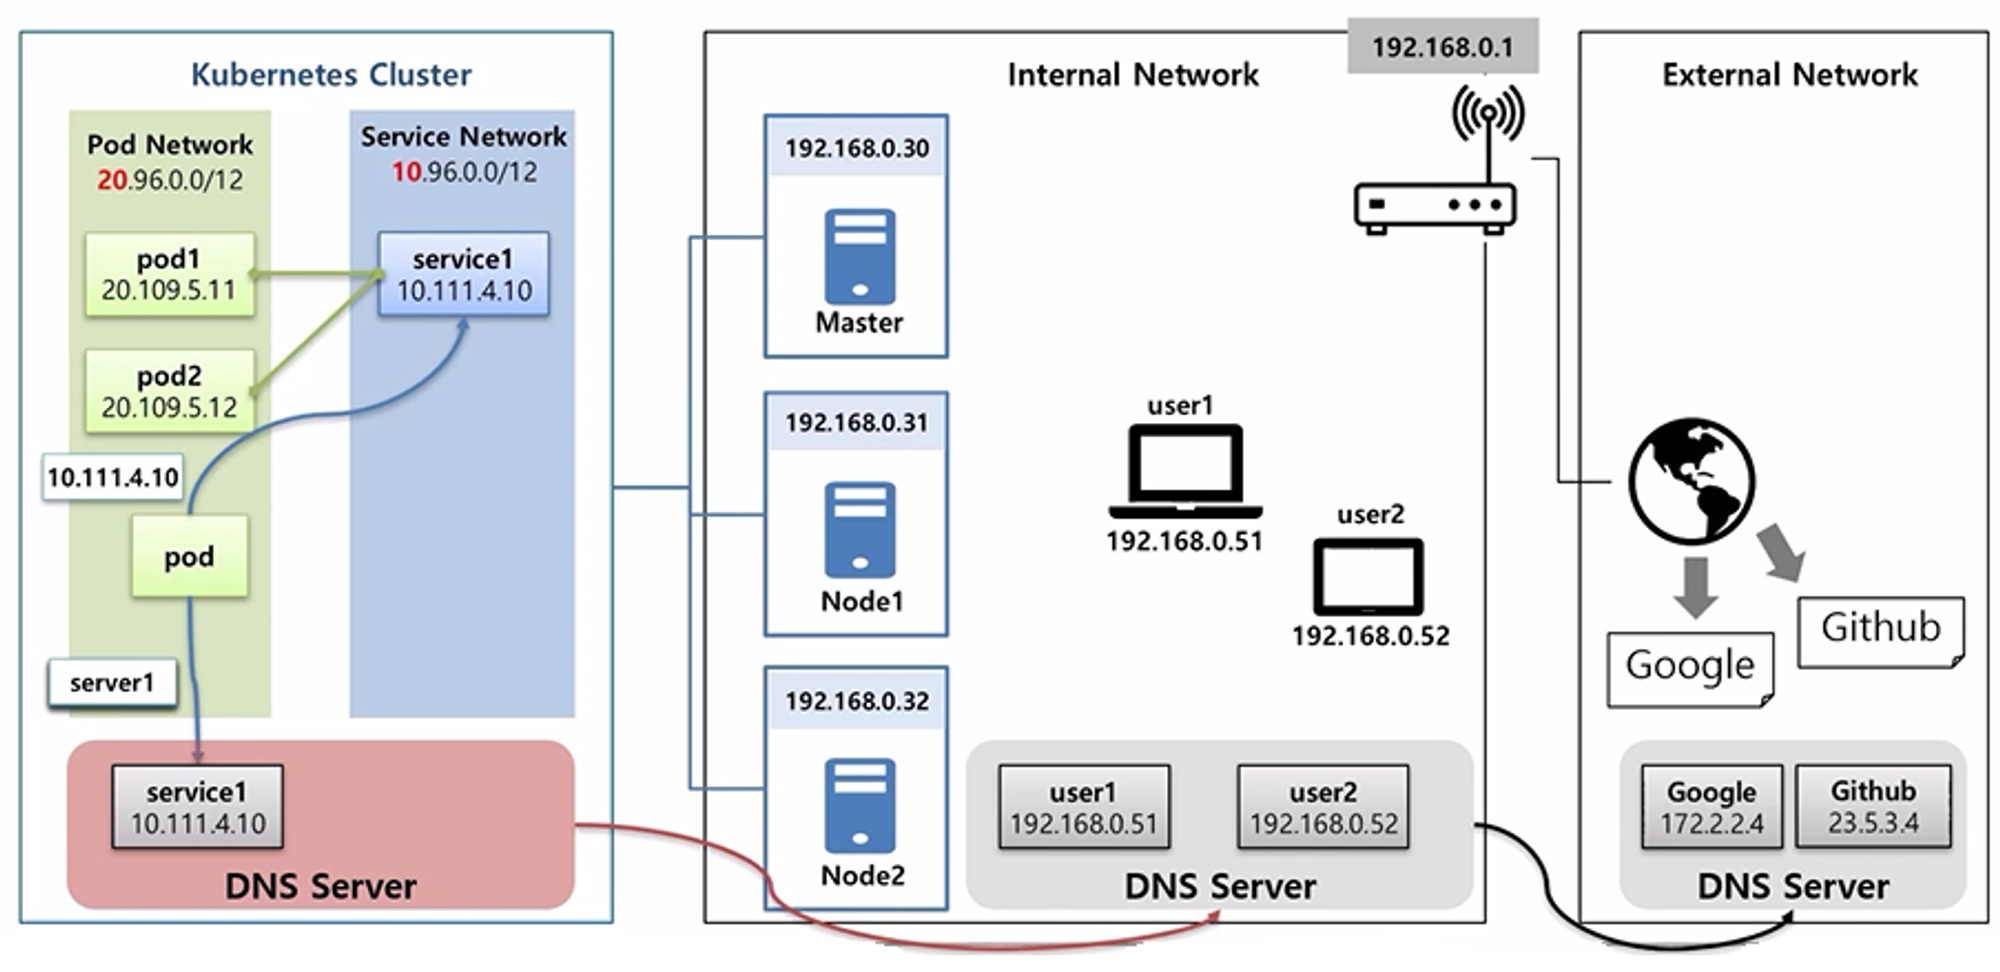 Kubernetes Cluster
Pod Network
20.96.0.0/12
Service Network
10.96.0.0/12
pod1
20.109.5.11
service1
10.111.4.10
pod2
20.109.5.12
10.111.4.10
pod
server1
service1
10.111.4.10
DNS Server
Internal Network
192.168.0.1
192.168.0.30
Master
192.168.0.31
Node1
192.168.0.32
Node2
user1
192.168.0.51
user2
192.168.0.52
user1
192.168.0.51
user2
192.168.0.52
DNS Server
External Network
Google
Github
Google
172.2.2.4
Github
23.5.3.4
DNS Server